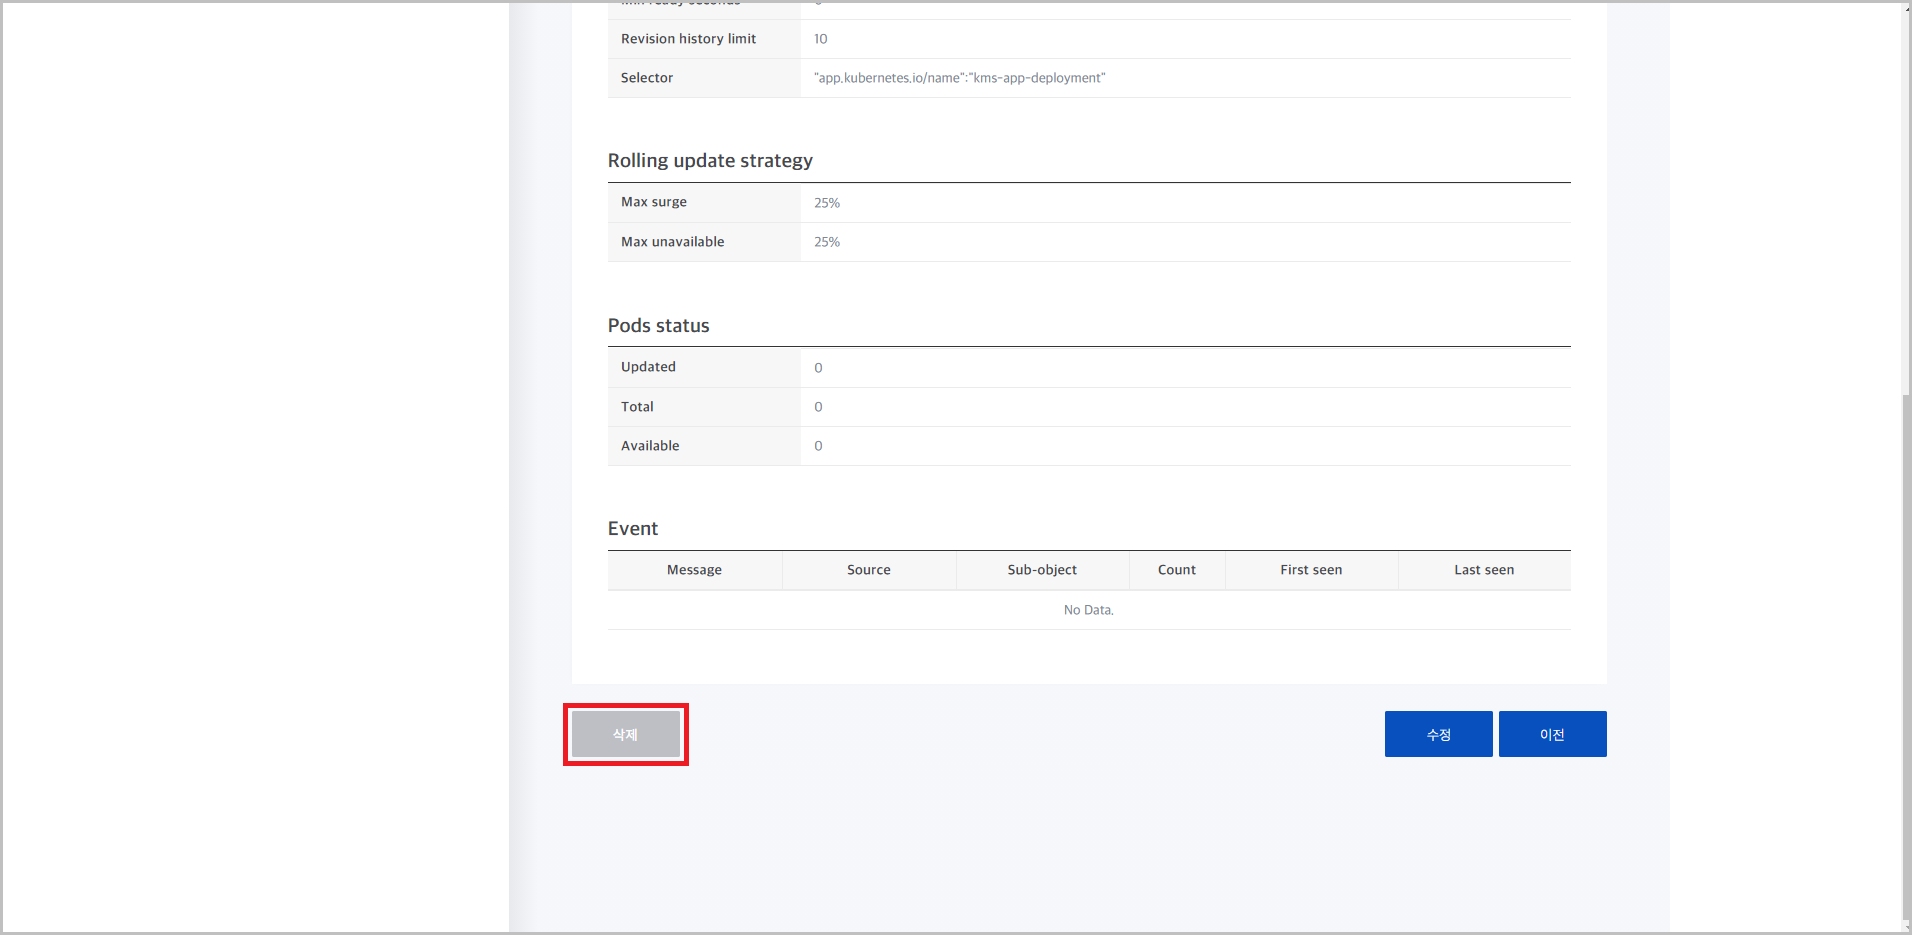 Revision history limit 10
Selector "app.kubernetes.io/name":"kms-app-deployment"
Rolling update strategy
Max surge 25%
Max unavailable 25%
Pods status
Updated 0
Total 0
Available 0
Event
Message Source Sub-object Count First seen Last seen
No Data.
삭제 수정 이전